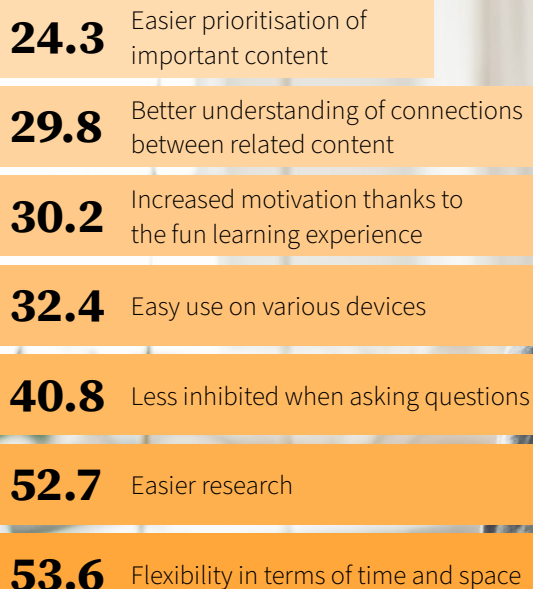 24.3 Easier prioritisation of
important content
29.8 Better understanding of connections
between related content
30.2 Increased motivation thanks to
the fun learning experience
32.4 Easy use on various devices
40.8 Less inhibited when asking questions
52.7 Easier research
53.6 Flexibility in terms of time and space